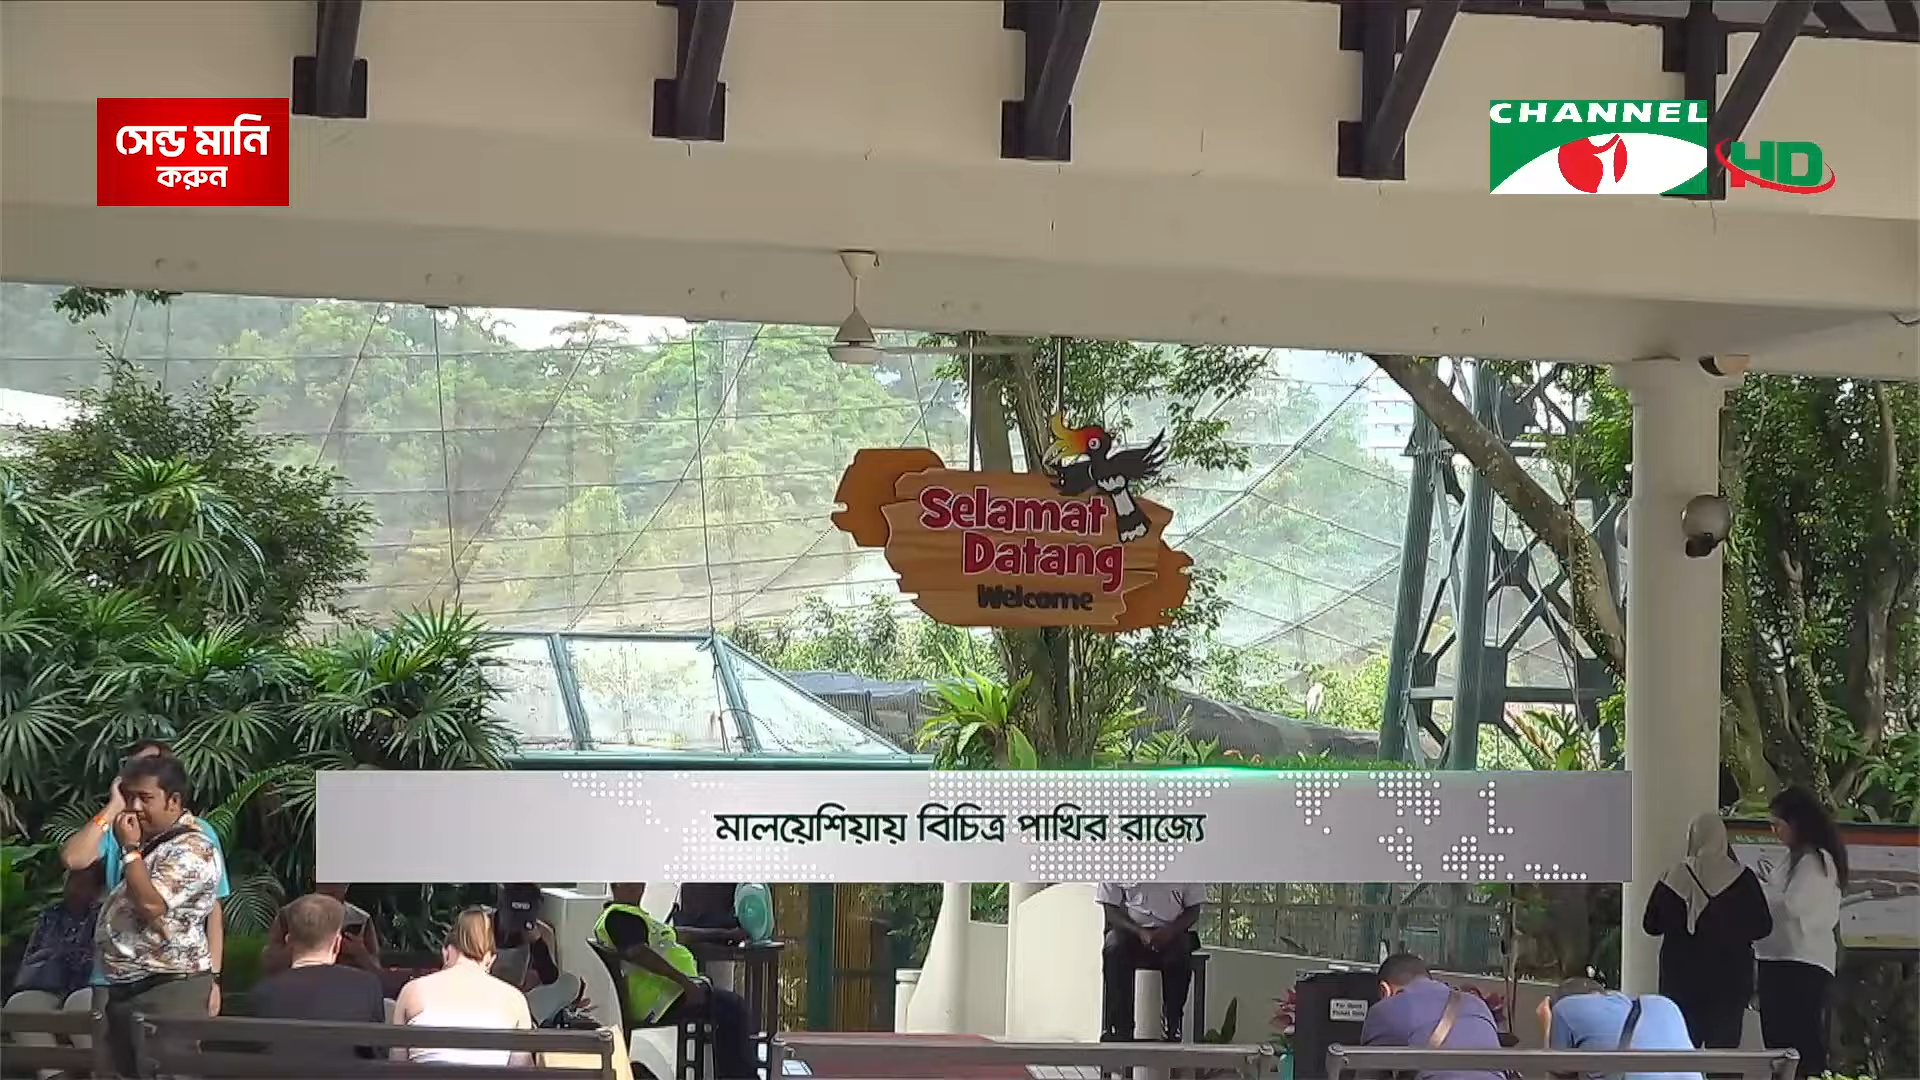 সেন্ড মানি
করুন
CHANNEL
HD
Selamat
Datang
Welcome
মালয়েশিয়ায় বিচিত্র পাখির রাজ্যে